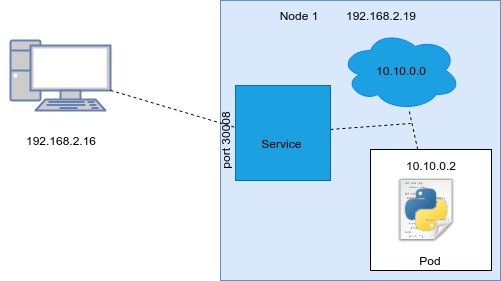 Node 1
192.168.2.19
10.10.0.0
192.168.2.16
port 30008
Service
10.10.0.2
Pod